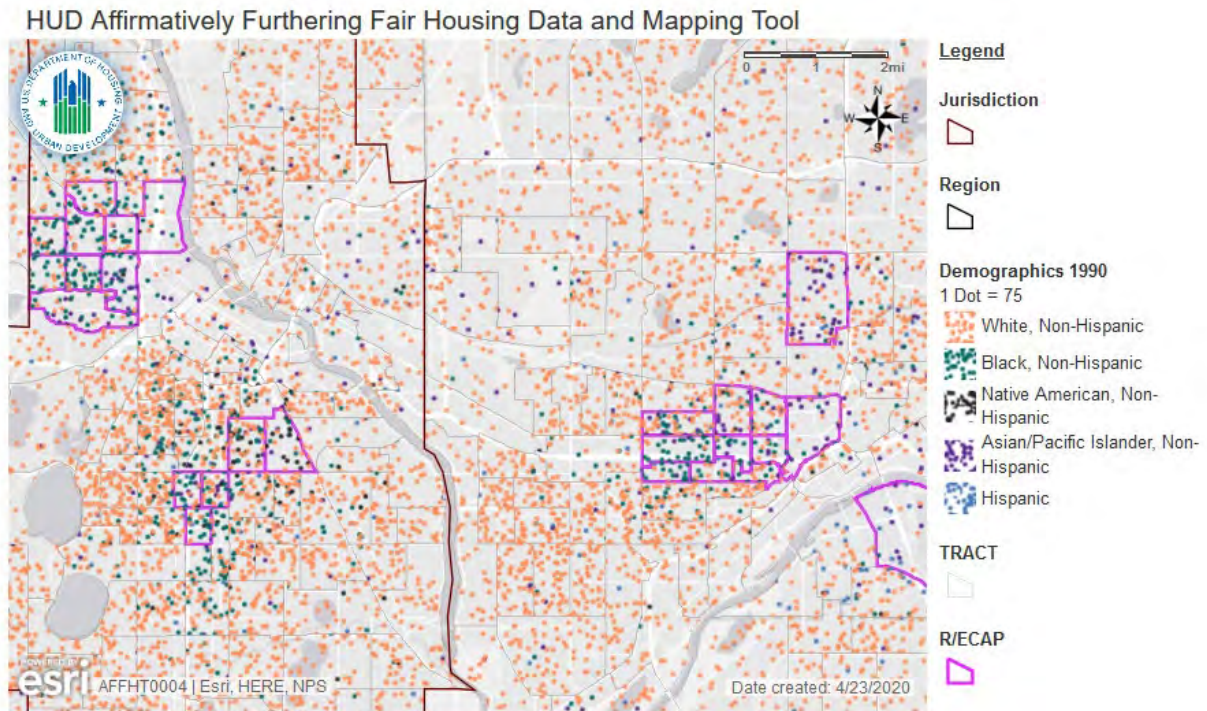 HUD Affirmatively Furthering Fair Housing Data and Mapping Tool
U.S. DEPARTMENT OF HOUSING
AND URBAN DEVELOPMENT
0 1 2mi
N
W E
S
Legend
Jurisdiction
Region
Demographics 1990
1 Dot = 75
White, Non-Hispanic
Black, Non-Hispanic
Native American, Non-
Hispanic
Asian/Pacific Islander, Non-
Hispanic
Hispanic
TRACT
R/ECAP
POWERED BY
esri
AFFHT0004 | Esri, HERE, NPS
Date created: 4/23/2020